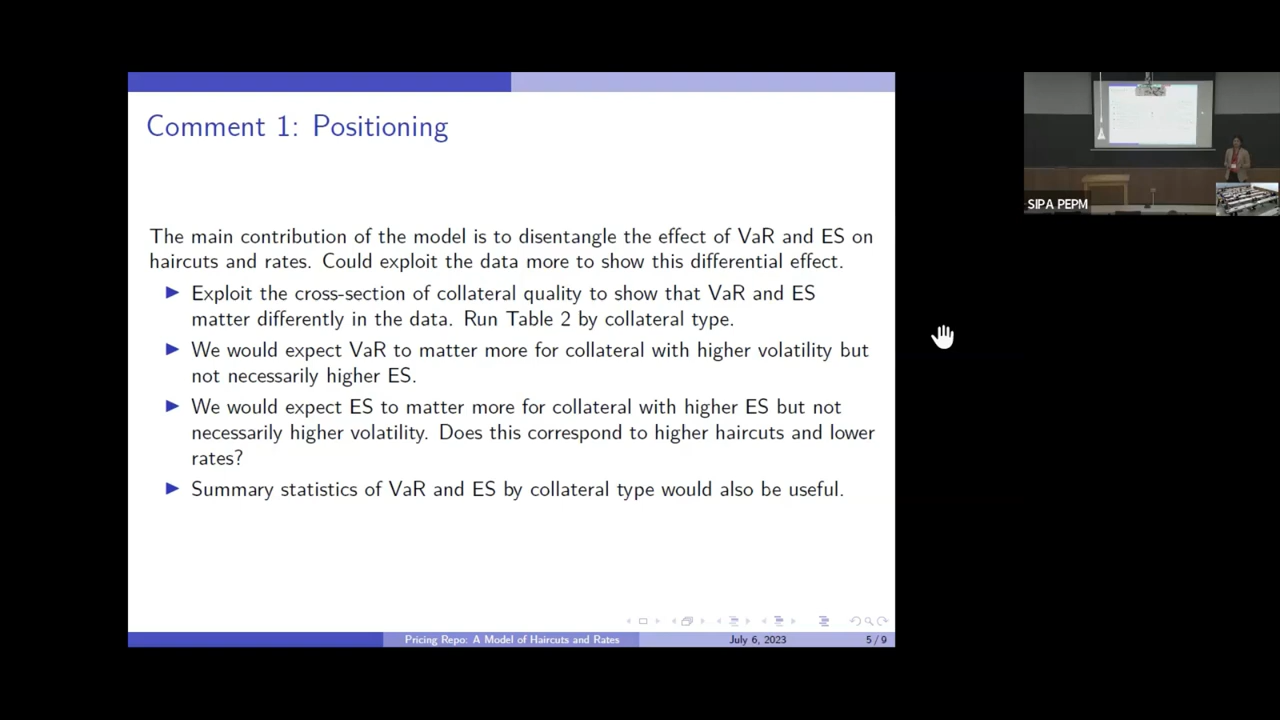 Comment 1: Positioning
The main contribution of the model is to disentangle the effect of VaR and ES on
haircuts and rates. Could exploit the data more to show this differential effect.
Exploit the cross-section of collateral quality to show that VaR and ES
matter differently in the data. Run Table 2 by collateral type.
We would expect VaR to matter more for collateral with higher volatility but
not necessarily higher ES.
We would expect ES to matter more for collateral with higher ES but not
necessarily higher volatility. Does this correspond to higher haircuts and lower
rates?
Summary statistics of VaR and ES by collateral type would also be useful.
Pricing Repo: A Model of Haircuts and Rates
July 6, 2023
5 / 9
SIPA PEPM